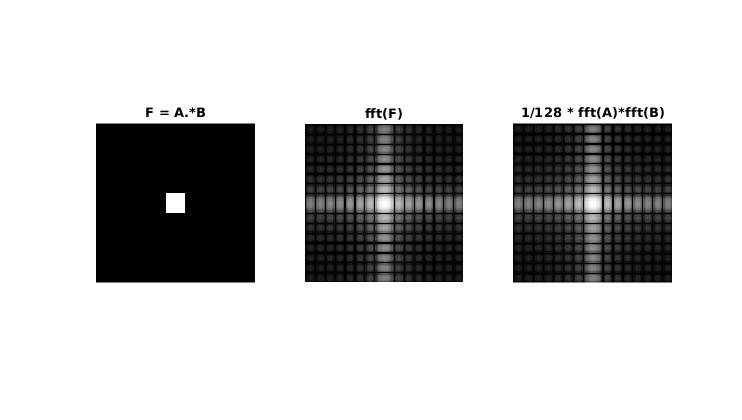 F = A.*B
fft(F)
1/128 * fft(A)*fft(B)